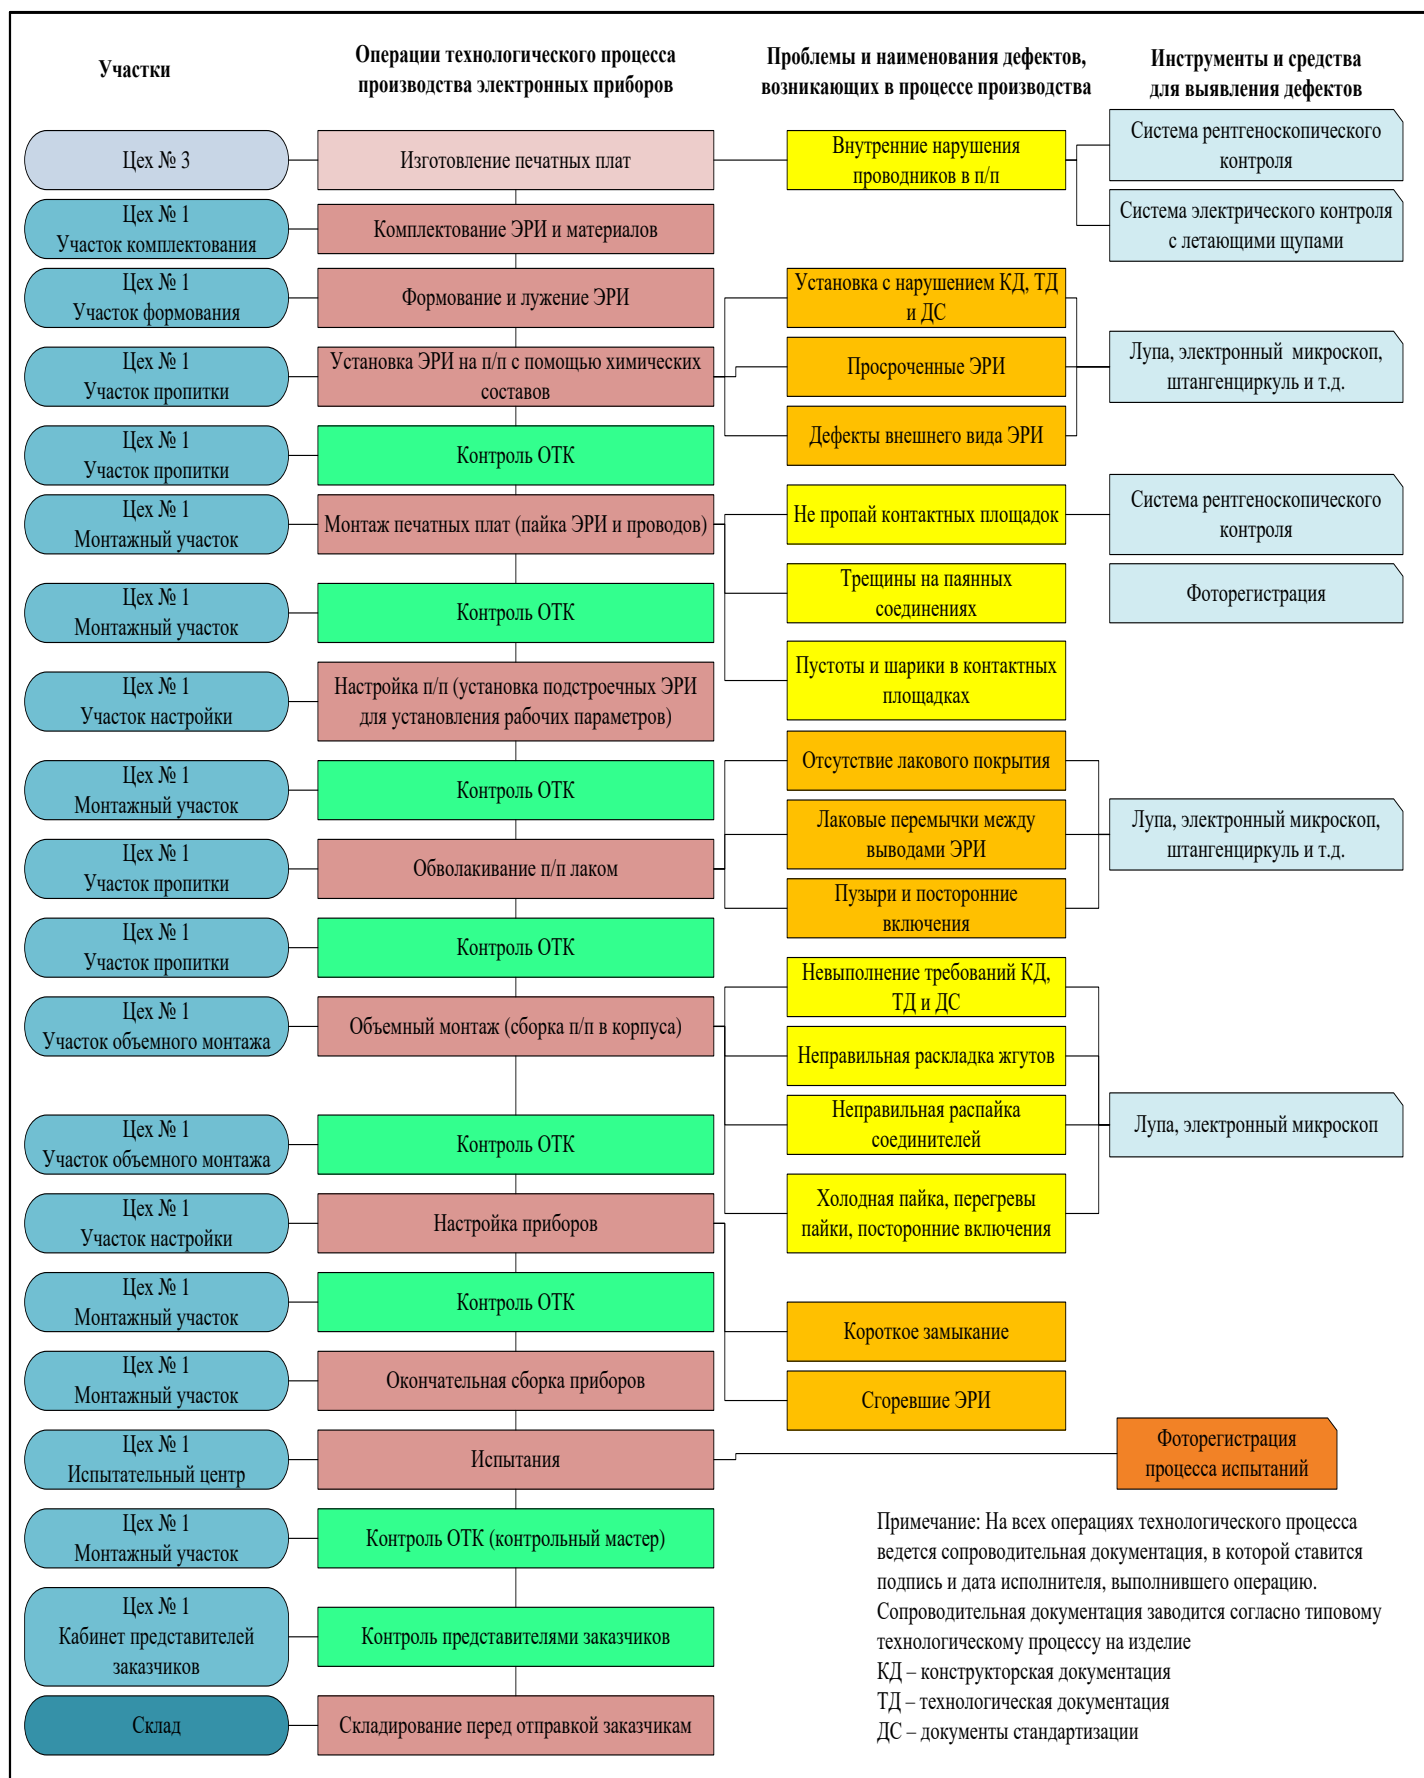 Участки
Операции технологического процесса
производства электронных приборов
Проблемы и наименования дефектов,
возникающих в процессе производства
Инструменты и средства
для выявления дефектов
Цех № 3
Изготовление печатных плат
Внутренние нарушения
проводников в п/п
Система рентгеноскопического
контроля
Система электрического контроля
с летающими щупами
Цех № 1
Участок комплектования
Комплектование ЭРИ и материалов
Цех № 1
Участок формования
Формование и лужение ЭРИ
Установка с нарушением КД, ТД
и ДС
Цех № 1
Участок пропитки
Установка ЭРИ на п/п с помощью химических
составов
Просроченные ЭРИ
Лупа, электронный микроскоп,
штангенциркуль и т.д.
Дефекты внешнего вида ЭРИ
Цех № 1
Участок пропитки
Контроль ОТК
Цех № 1
Монтажный участок
Монтаж печатных плат (пайка ЭРИ и проводов)
Не пропай контактных площадок
Система рентгеноскопического
контроля
Цех № 1
Монтажный участок
Контроль ОТК
Трещины на паянных
соединениях
Фоторегистрация
Пустоты и шарики в контактных
площадках
Цех № 1
Участок настройки
Настройка п/п (установка подстроечных ЭРИ
для установления рабочих параметров)
Цех № 1
Монтажный участок
Контроль ОТК
Отсутствие лакового покрытия
Лаковые перемычки между
выводами ЭРИ
Лупа, электронный микроскоп,
штангенциркуль и т.д.
Цех № 1
Участок пропитки
Обволакивание п/п лаком
Пузыри и посторонние
включения
Цех № 1
Участок пропитки
Контроль ОТК
Невыполнение требований КД,
ТД и ДС
Цех № 1
Участок объемного монтажа
Объемный монтаж (сборка п/п в корпуса)
Неправильная раскладка жгутов
Неправильная распайка
соединителей
Лупа, электронный микроскоп
Цех № 1
Участок объемного монтажа
Контроль ОТК
Холодная пайка, перегревы
пайки, посторонние включения
Цех № 1
Участок настройки
Настройка приборов
Цех № 1
Монтажный участок
Контроль ОТК
Короткое замыкание
Цех № 1
Монтажный участок
Окончательная сборка приборов
Сгоревшие ЭРИ
Цех № 1
Испытательный центр
Испытания
Фоторегистрация
процесса испытаний
Цех № 1
Монтажный участок
Контроль ОТК (контрольный мастер)
Цех № 1
Кабинет представителей
заказчиков
Контроль представителями заказчиков
Склад
Складирование перед отправкой заказчикам
Примечание: На всех операциях технологического процесса
ведется сопроводительная документация, в которой ставится
подпись и дата исполнителя, выполнившего операцию.
Сопроводительная документация заводится согласно типовому
технологическому процессу на изделие
КД – конструкторская документация
ТД – технологическая документация
ДС – документы стандартизации